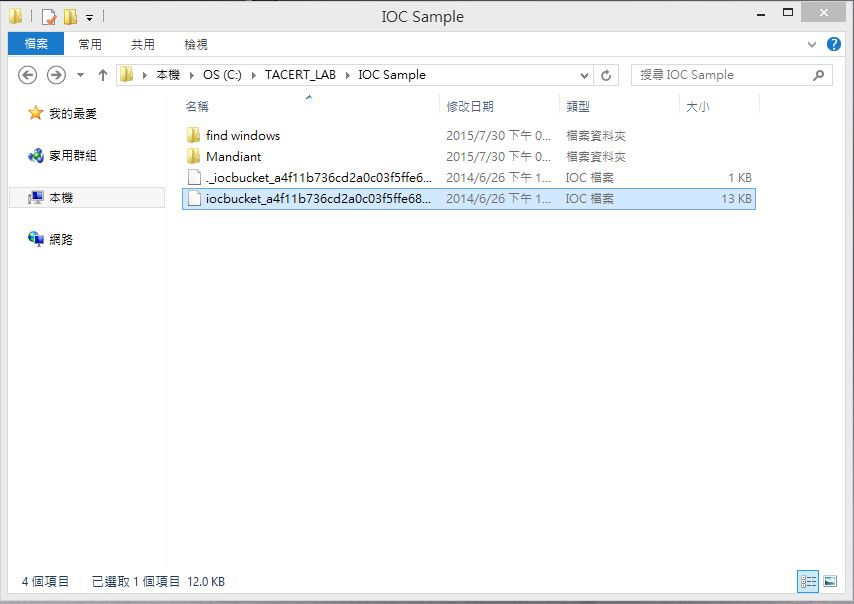 IOC Sample
檔案 常用 共用 檢視
本機 OS (C:) TACERT_LAB IOC Sample 搜尋 IOC Sample
名稱 修改日期 類型 大小
我的最愛
家用群組
本機
網路
find windows 2015/7/30 下午 0... 檔案資料夾
Mandiant 2015/7/30 下午 0... 檔案資料夾
._iocbucket_a4f11b736cd2a0c03f5ffe6... 2014/6/26 下午 1... IOC 檔案 1 KB
iocbucket_a4f11b736cd2a0c03f5ffe68... 2014/6/26 下午 1... IOC 檔案 13 KB
4 個項目 已選取 1 個項目 12.0 KB